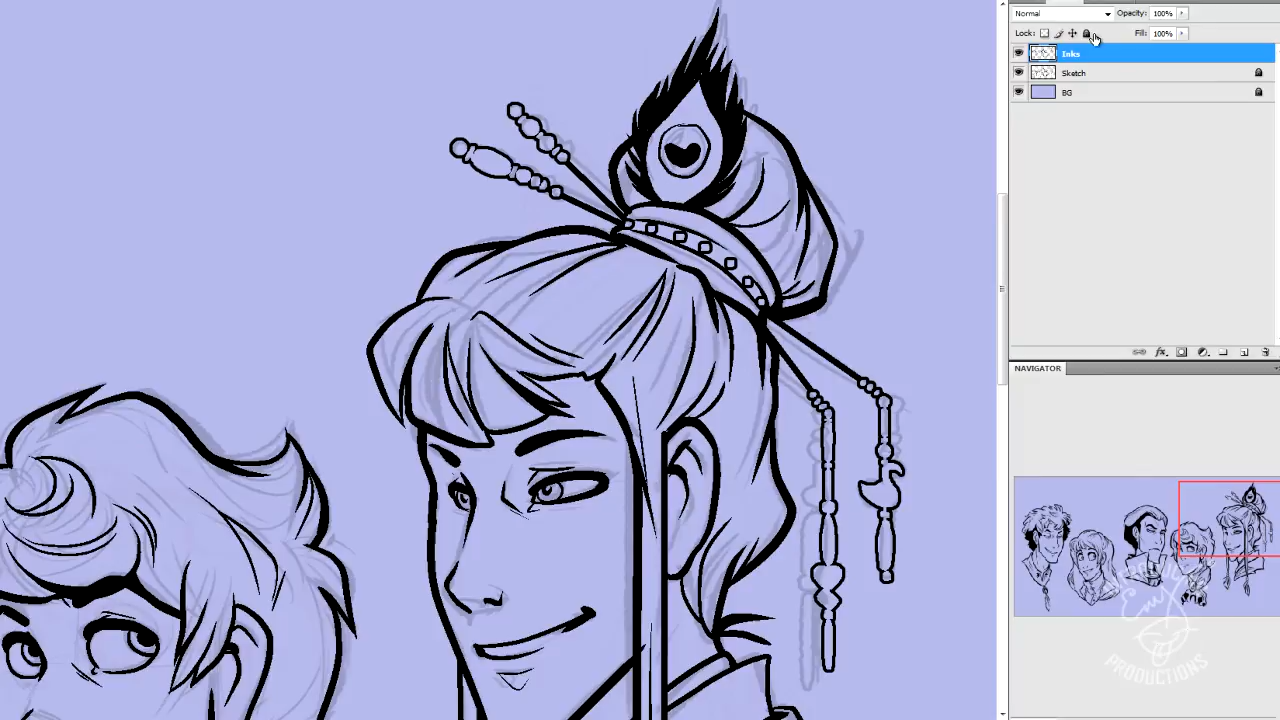 Normal Opacity: 100%
Lock: Fill: 100%
Inks
Sketch
BG
NAVIGATOR
PRODUCTIONS